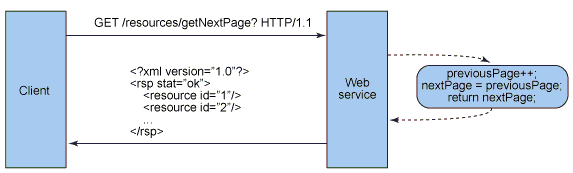 GET /resources/getNextPage? HTTP/1.1
Client
<?xml version="1.0"?>
<rsp stat="ok">
<resource id="1"/>
<resource id="2"/>
...
</rsp>
Web
service
previousPage++;
nextPage = previousPage;
return nextPage;